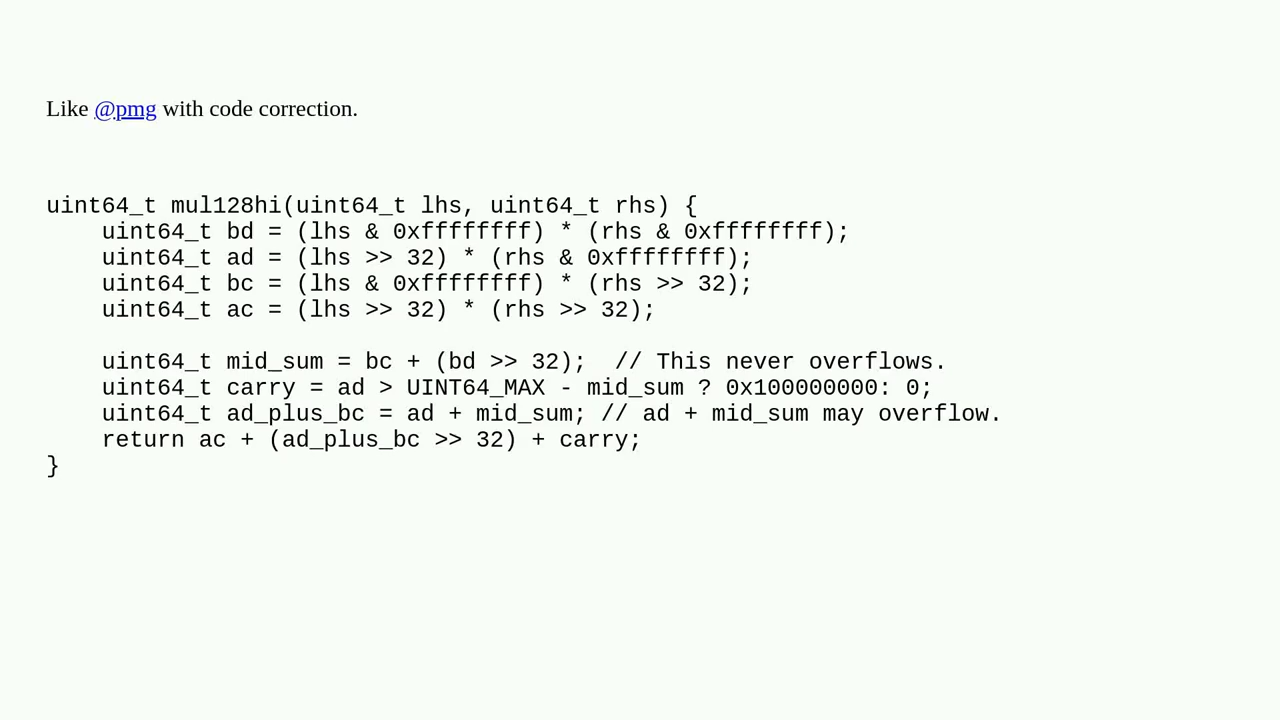 Like @pmg with code correction.
uint64_t mul128hi(uint64_t lhs, uint64_t rhs) {
    uint64_t bd = (lhs & 0xffffffff) * (rhs & 0xffffffff);
    uint64_t ad = (lhs >> 32) * (rhs & 0xffffffff);
    uint64_t bc = (lhs & 0xffffffff) * (rhs >> 32);
    uint64_t ac = (lhs >> 32) * (rhs >> 32);
    uint64_t mid_sum = bc + (bd >> 32);  // This never overflows.
    uint64_t carry = ad > UINT64_MAX - mid_sum ? 0x100000000: 0;
    uint64_t ad_plus_bc = ad + mid_sum; // ad + mid_sum may overflow.
    return ac + (ad_plus_bc >> 32) + carry;
}